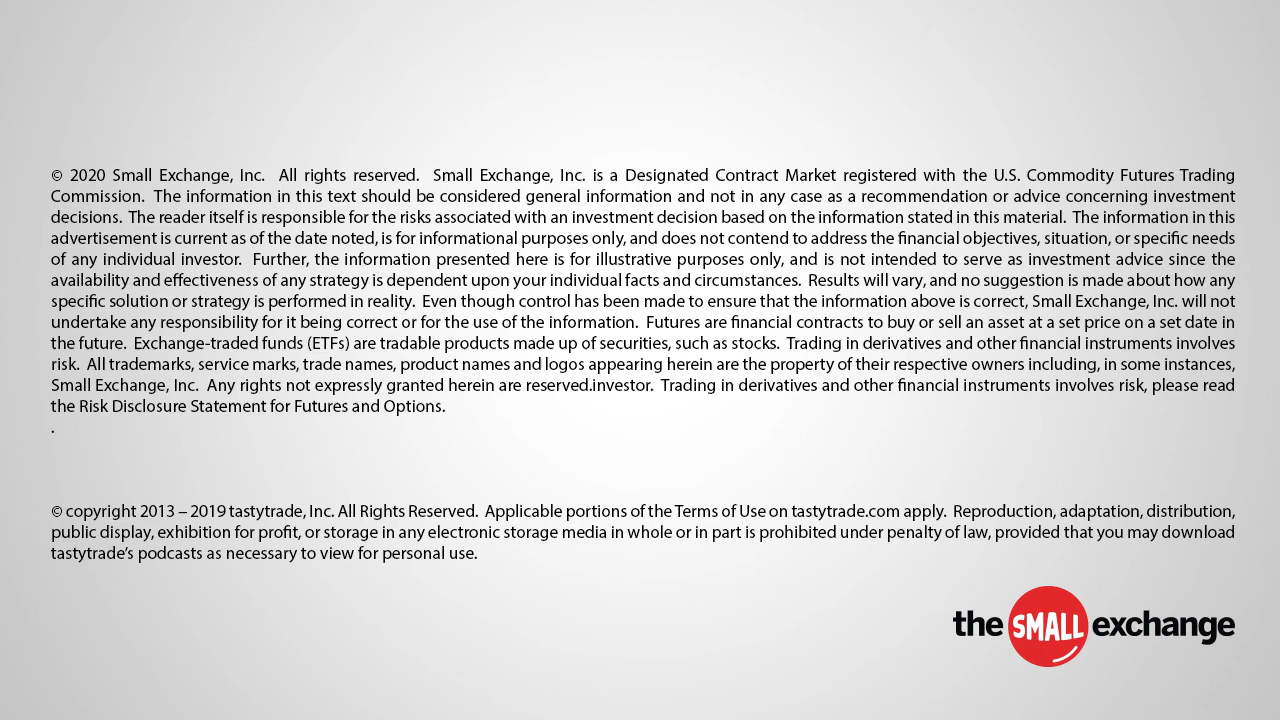 © 2020 Small Exchange, Inc.  All rights reserved.  Small Exchange, Inc. is a Designated Contract Market registered with the U.S. Commodity Futures Trading
Commission.  The information in this text should be considered general information and not in any case as a recommendation or advice concerning investment
decisions.  The reader itself is responsible for the risks associated with an investment decision based on the information stated in this material.  The information in this
advertisement is current as of the date noted, is for informational purposes only, and does not contend to address the financial objectives, situation, or specific needs
of any individual investor.  Further, the information presented here is for illustrative purposes only, and is not intended to serve as investment advice since the
availability and effectiveness of any strategy is dependent upon your individual facts and circumstances.  Results will vary, and no suggestion is made about how any
specific solution or strategy is performed in reality.  Even though control has been made to ensure that the information above is correct, Small Exchange, Inc. will not
undertake any responsibility for it being correct or for the use of the information.  Futures are financial contracts to buy or sell an asset at a set price on a set date in
the future.  Exchange-traded funds (ETFs) are tradable products made up of securities, such as stocks.  Trading in derivatives and other financial instruments involves
risk.  All trademarks, service marks, trade names, product names and logos appearing herein are the property of their respective owners including, in some instances,
Small Exchange, Inc.  Any rights not expressly granted herein are reserved.investor.  Trading in derivatives and other financial instruments involves risk, please read
the Risk Disclosure Statement for Futures and Options.
.
© copyright 2013 – 2019 tastytrade, Inc. All Rights Reserved.  Applicable portions of the Terms of Use on tastytrade.com apply.  Reproduction, adaptation, distribution,
public display, exhibition for profit, or storage in any electronic storage media in whole or in part is prohibited under penalty of law, provided that you may download
tastytrade’s podcasts as necessary to view for personal use.
the SMALL exchange